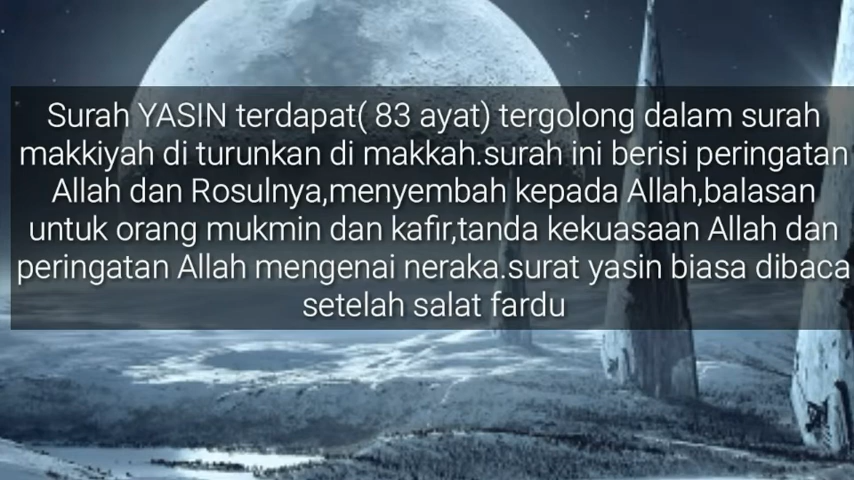 Surah YASIN terdapat( 83 ayat) tergolong dalam surah
makkiyah di turunkan di makkah.surah ini berisi peringatan
Allah dan Rosulnya,menyembah kepada Allah,balasan
untuk orang mukmin dan kafir,tanda kekuasaan Allah dan
peringatan Allah mengenai neraka.surat yasin biasa dibaca
setelah salat fardu